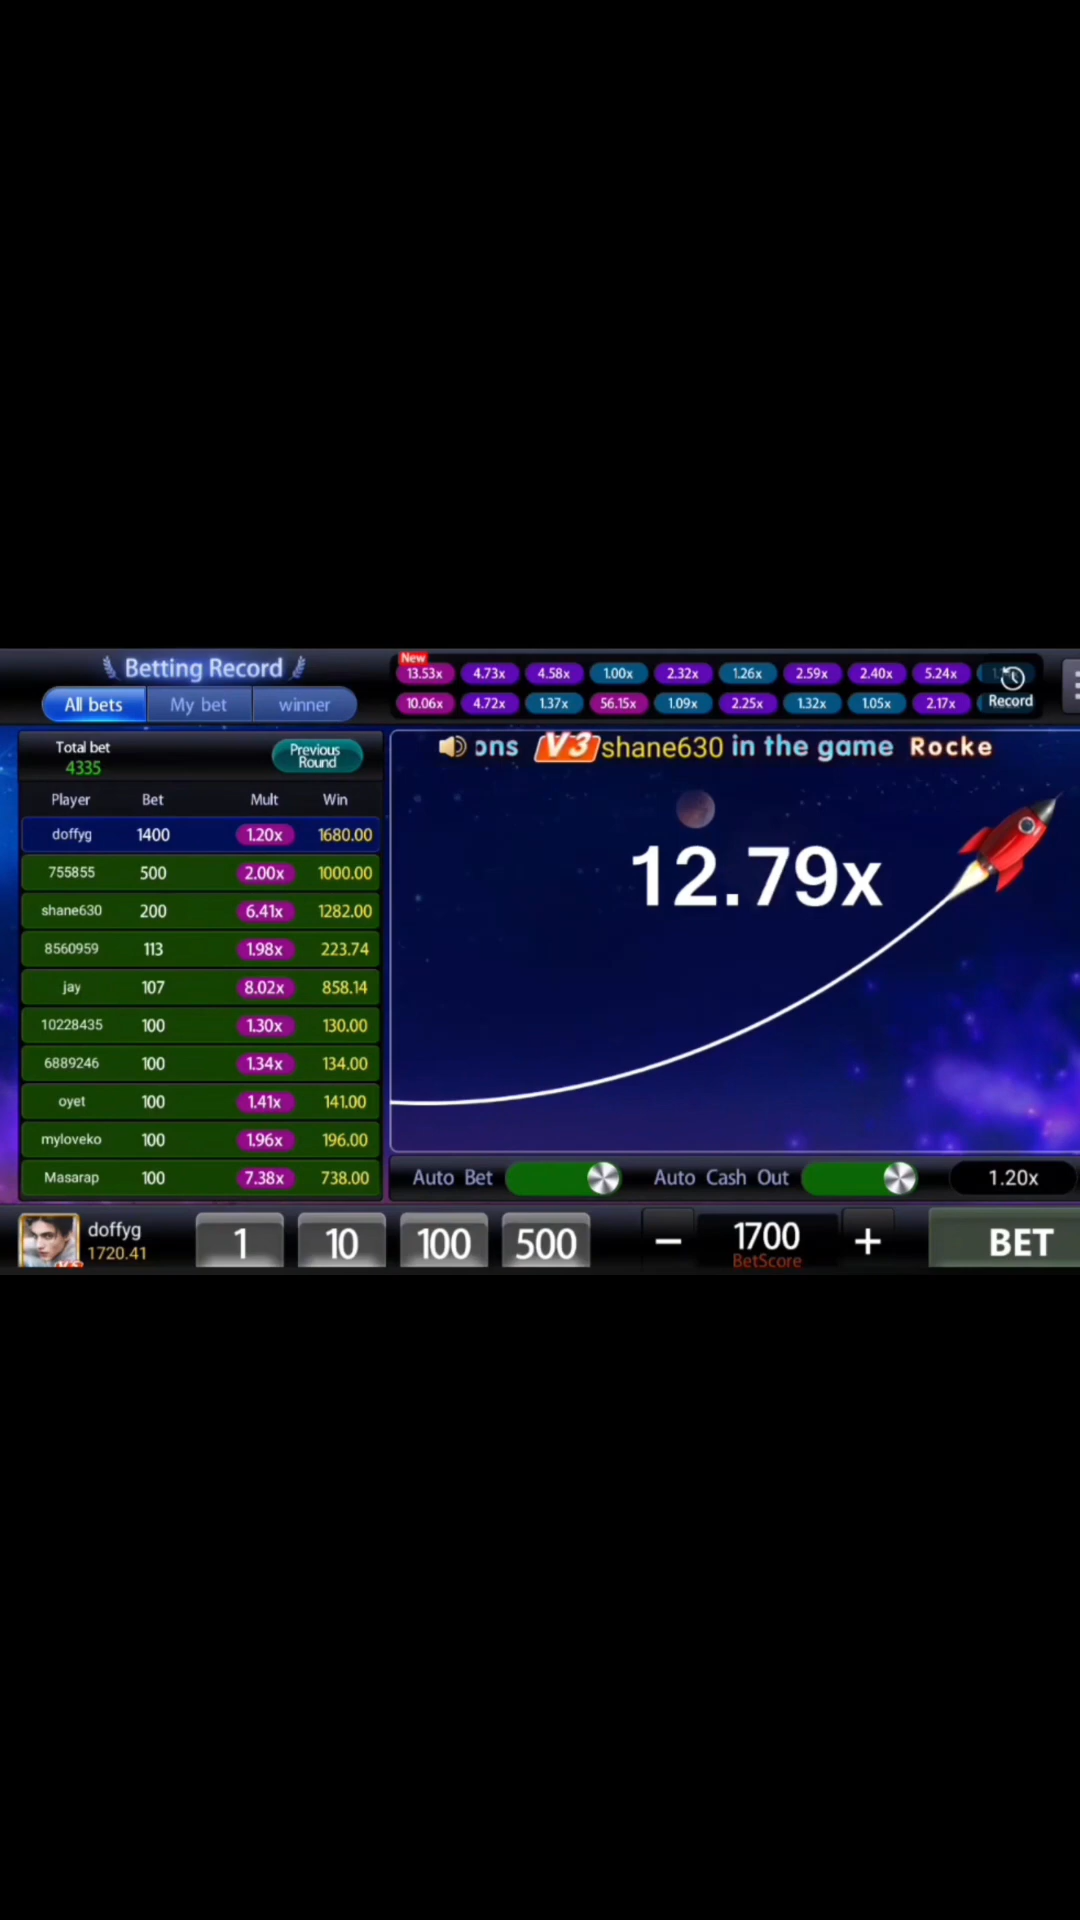 Betting Record
All bets
My bet
winner
New
13.53x 4.73x 4.58x 1.00x 2.32x 1.26x 2.59x 2.40x 5.24x
10.06x 4.72x 1.37x 56.15x 1.09x 2.25x 1.32x 1.05x 2.17x
Record
Total bet
4335
Previous
Round
ons V3 shane630 in the game Rocke
Player Bet Mult Win
doffyg 1400 1.20x 1680.00
755855 500 2.00x 1000.00
shane630 200 6.41x 1282.00
8560959 113 1.98x 223.74
jay 107 8.02x 858.14
10228435 100 1.30x 130.00
6889246 100 1.34x 134.00
oyet 100 1.41x 141.00
myloveko 100 1.96x 196.00
Masarap 100 7.38x 738.00
12.79x
Auto Bet
Auto Cash Out
1.20x
doffyg
1720.41
1
10
100
500
−
1700
BetScore
+
BET